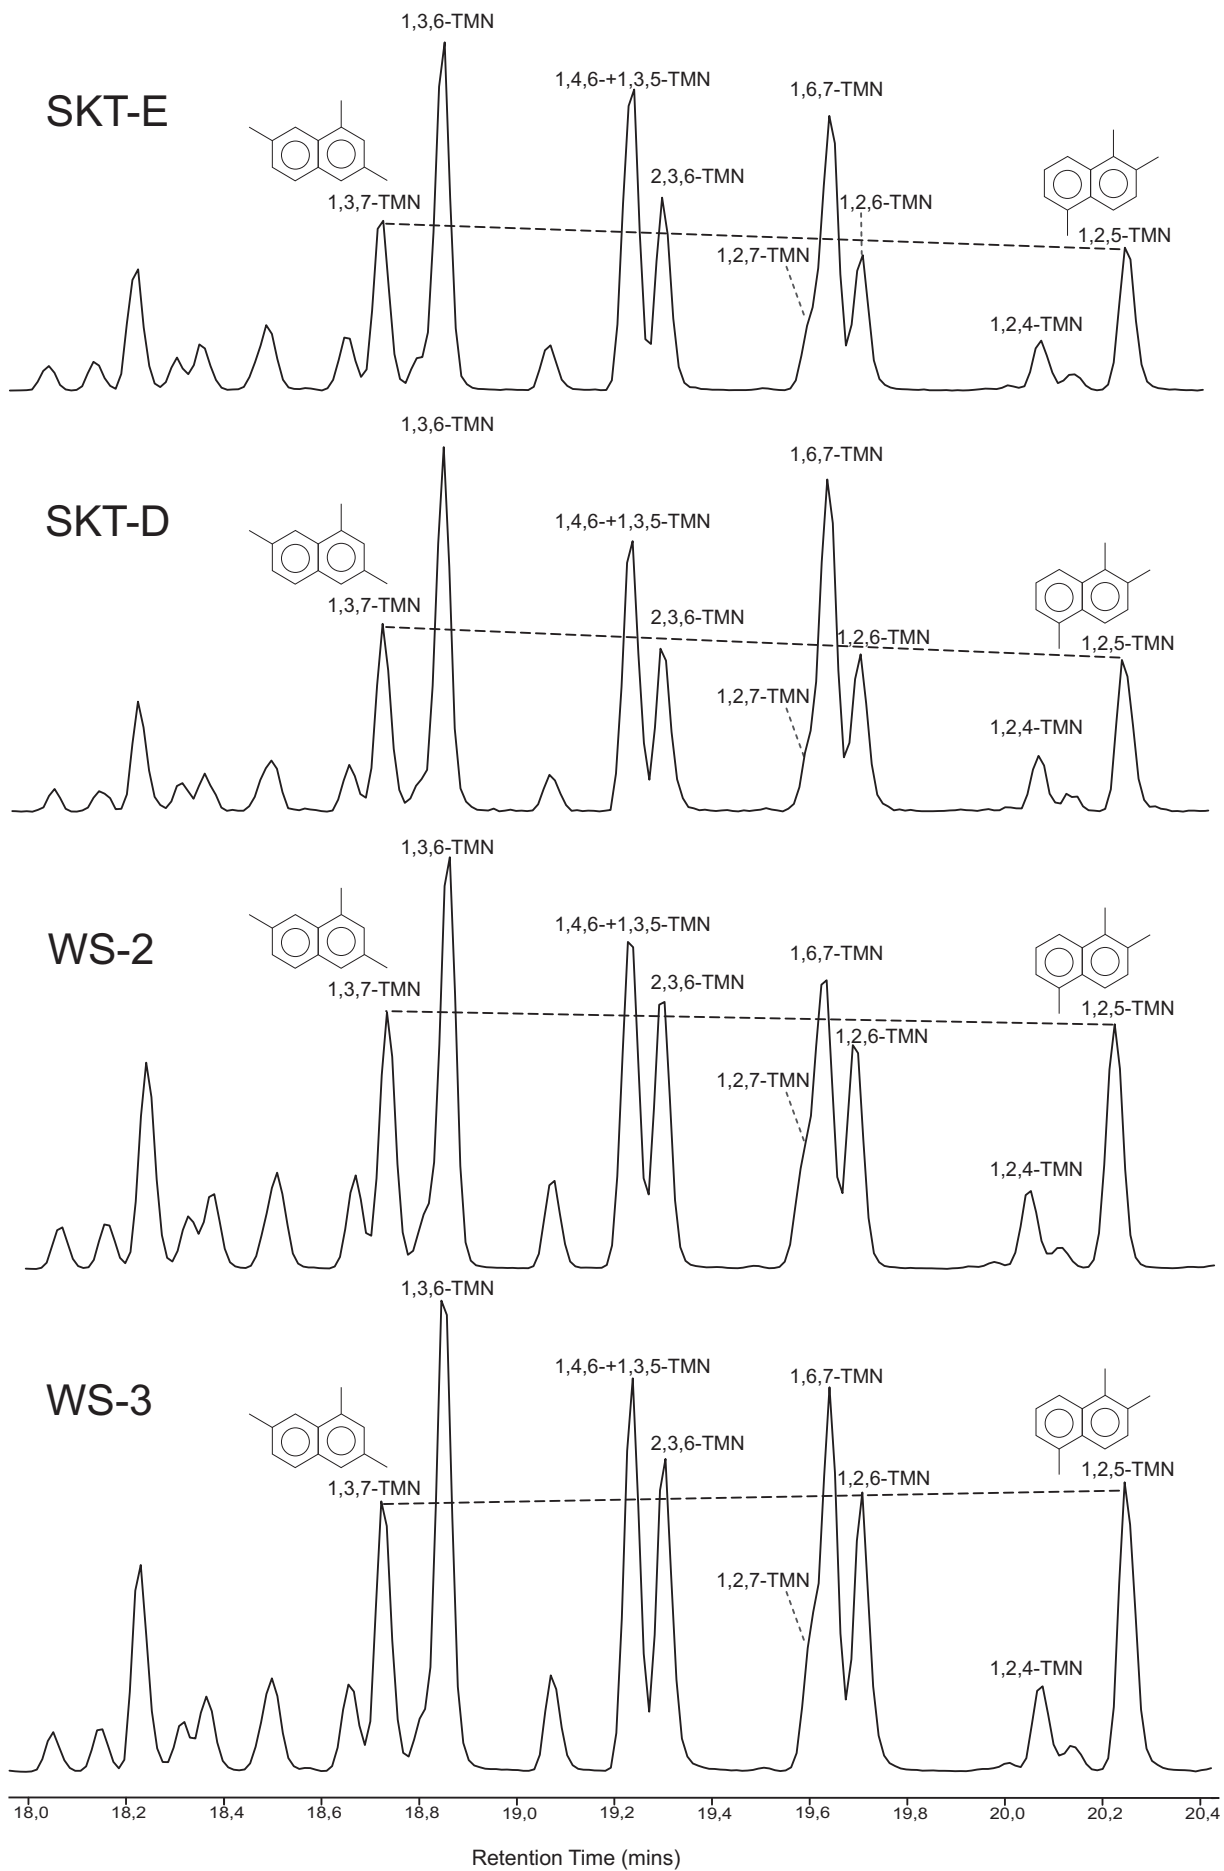 1,3,6-TMN
1,4,6-+1,3,5-TMN
1,6,7-TMN
SKT-E
2,3,6-TMN
1,3,7-TMN
1,2,6-TMN
1,2,5-TMN
1,2,7-TMN
1,2,4-TMN
1,3,6-TMN
1,6,7-TMN
SKT-D
1,4,6-+1,3,5-TMN
1,3,7-TMN
2,3,6-TMN
1,2,6-TMN
1,2,5-TMN
1,2,7-TMN
1,2,4-TMN
1,3,6-TMN
1,4,6-+1,3,5-TMN
WS-2
1,6,7-TMN
1,3,7-TMN
2,3,6-TMN
1,2,5-TMN
1,2,6-TMN
1,2,7-TMN
1,2,4-TMN
1,3,6-TMN
1,4,6-+1,3,5-TMN
1,6,7-TMN
WS-3
2,3,6-TMN
1,3,7-TMN
1,2,6-TMN
1,2,5-TMN
1,2,7-TMN
1,2,4-TMN
18,0 18,2 18,4 18,6 18,8 19,0 19,2 19,4 19,6 19,8 20,0 20,2 20,4
Retention Time (mins)